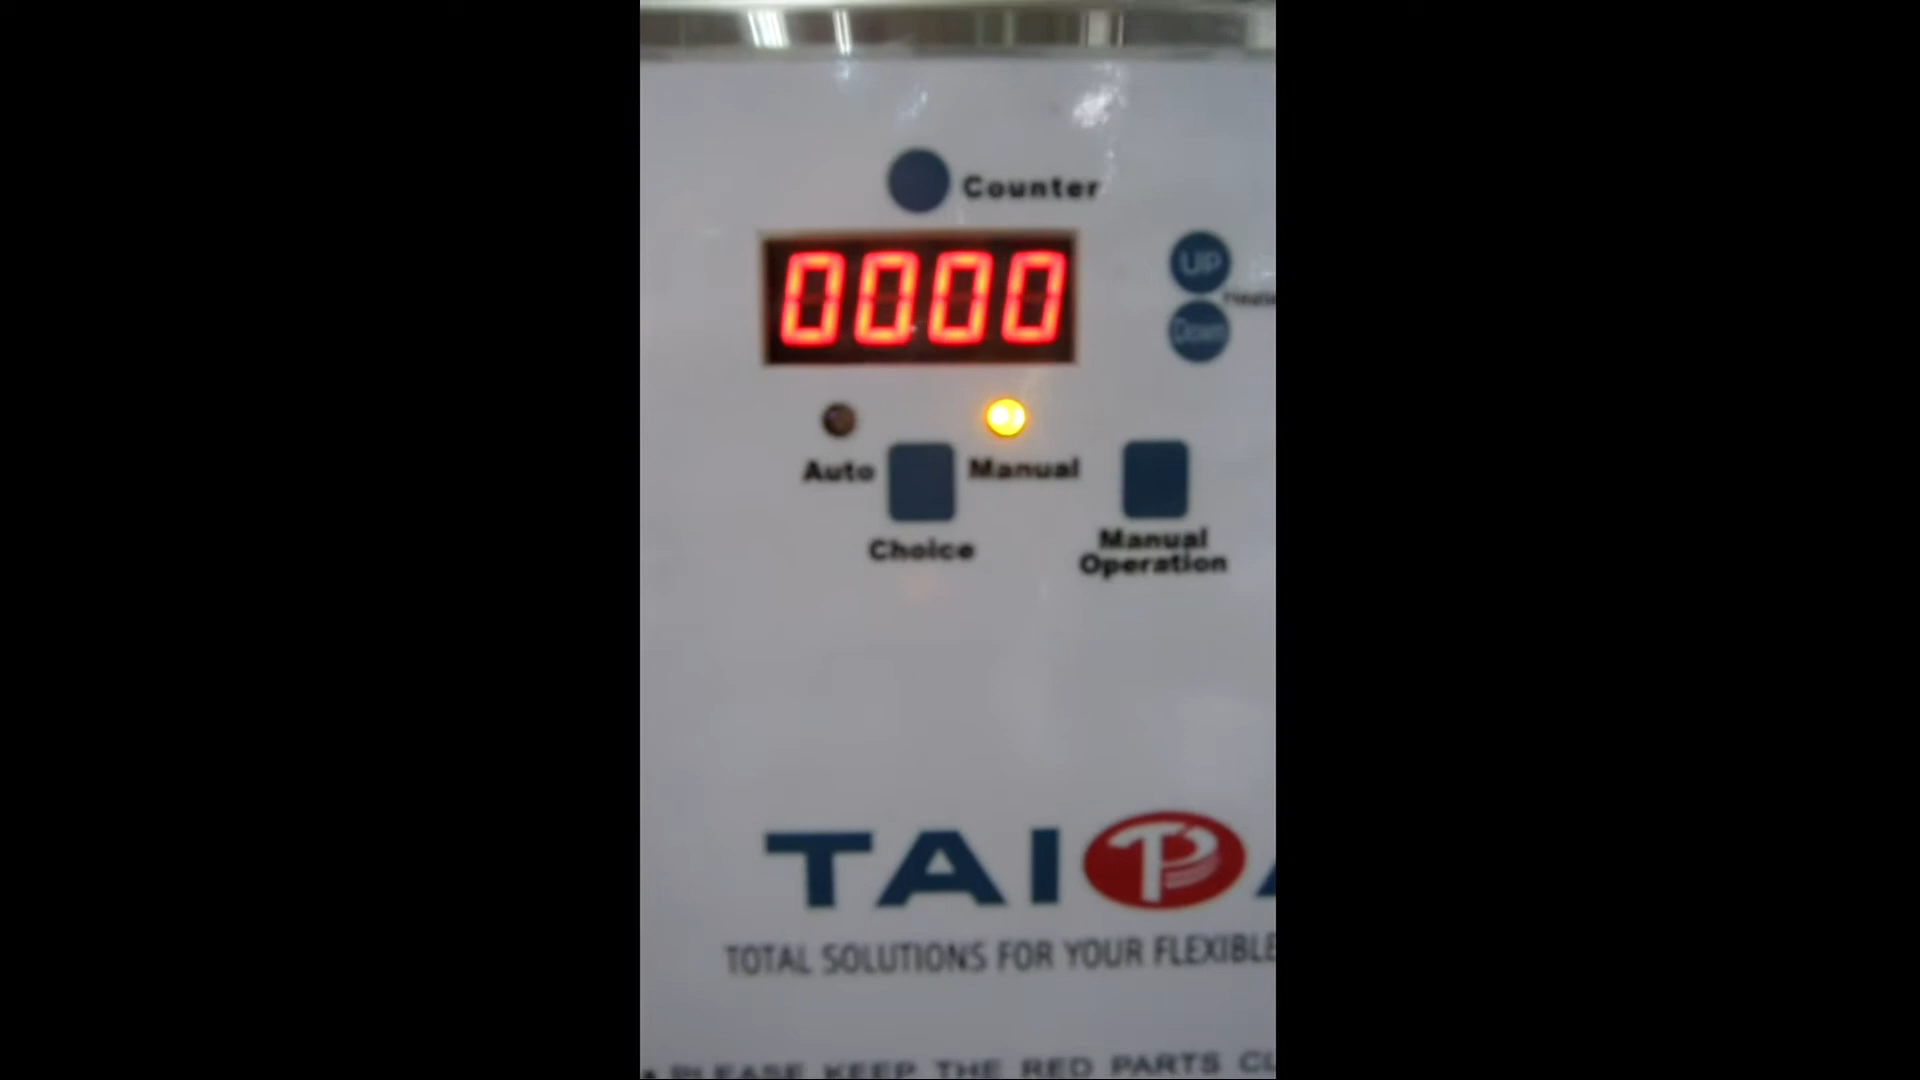 Counter
0000
UP
Down
Auto
Manual
Choice
Manual
Operation
TAI
TOTAL SOLUTIONS FOR YOUR FLEXIBLE
PLEASE KEEP THE RED PARTS